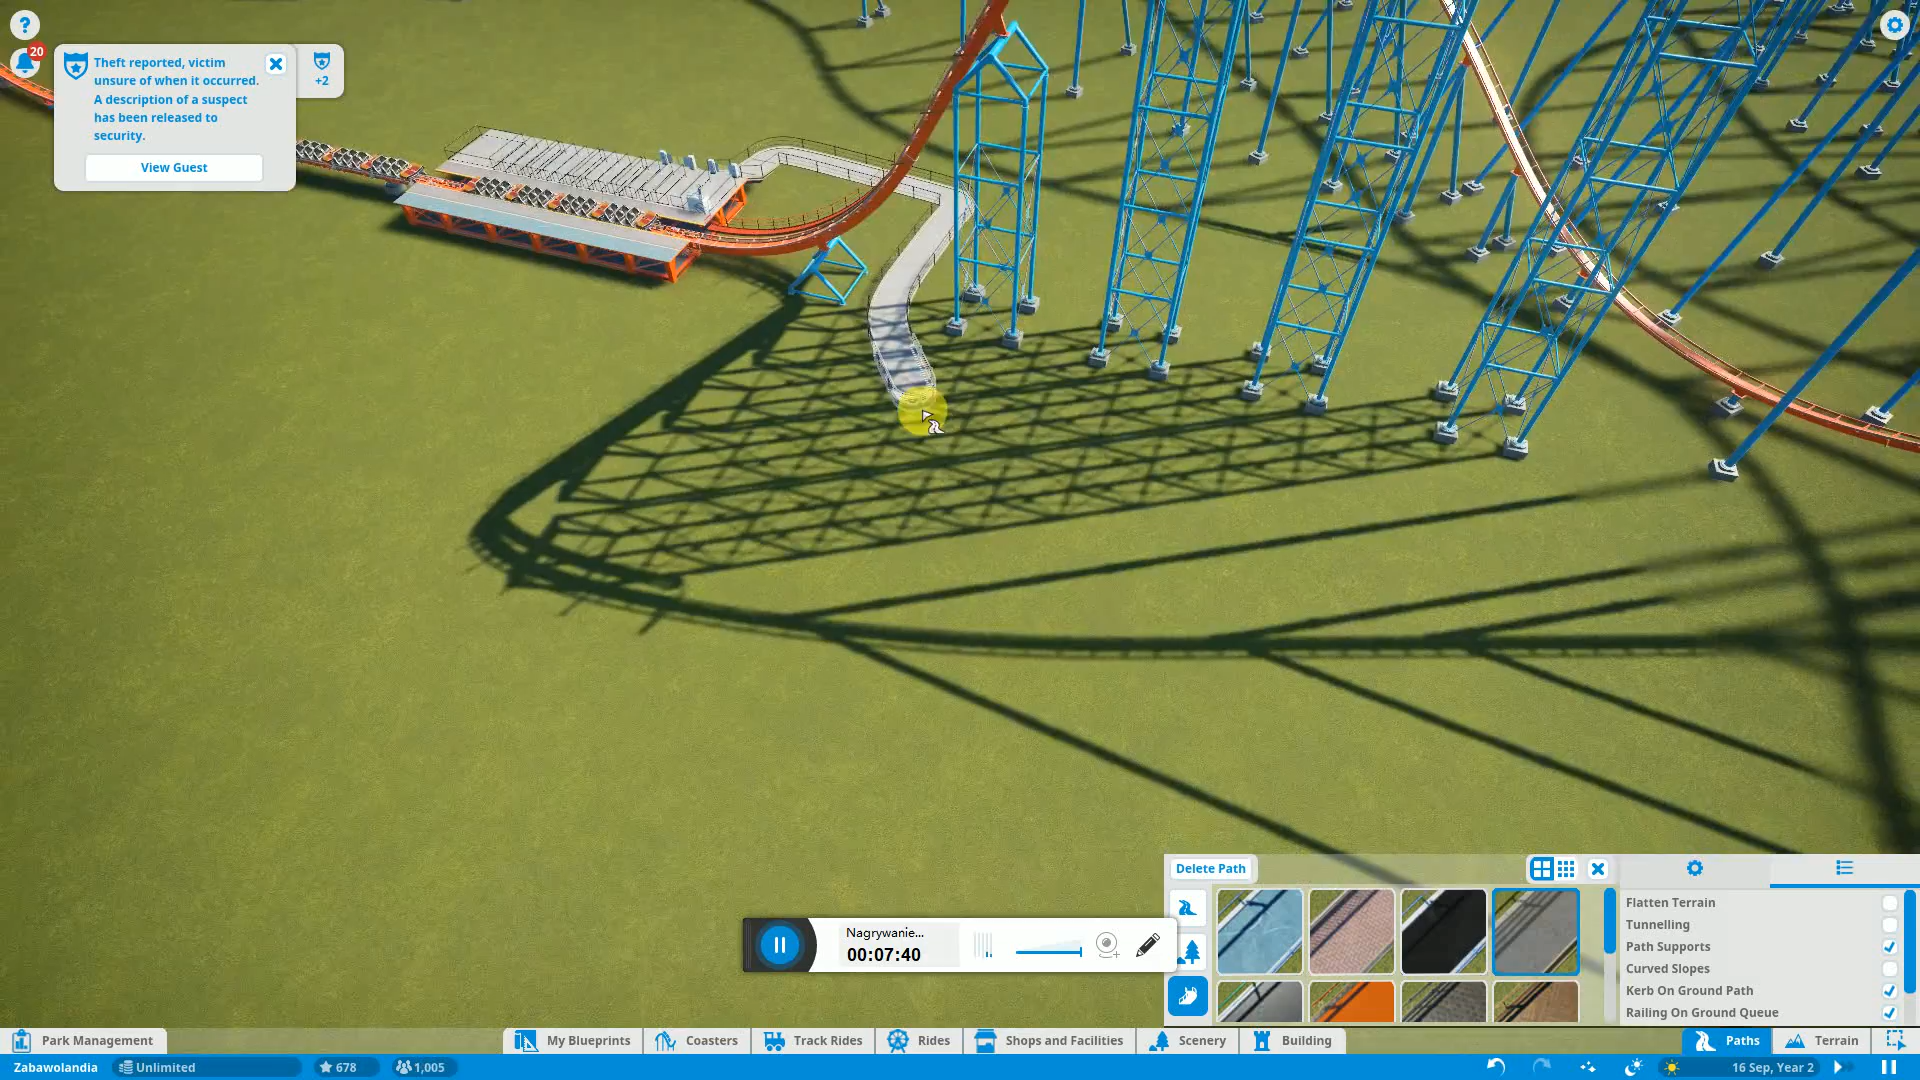 ?
20
Theft reported, victim
unsure of when it occurred.
A description of a suspect
has been released to
security.
View Guest
+2
Delete Path
Flatten Terrain
Tunnelling
Path Supports
Curved Slopes
Kerb On Ground Path
Railing On Ground Queue
Nagrywanie...
00:07:40
Park Management
My Blueprints
Coasters
Track Rides
Rides
Shops and Facilities
Scenery
Building
Paths
Terrain
Zabawolandia
Unlimited
678
1,005
16 Sep, Year 2